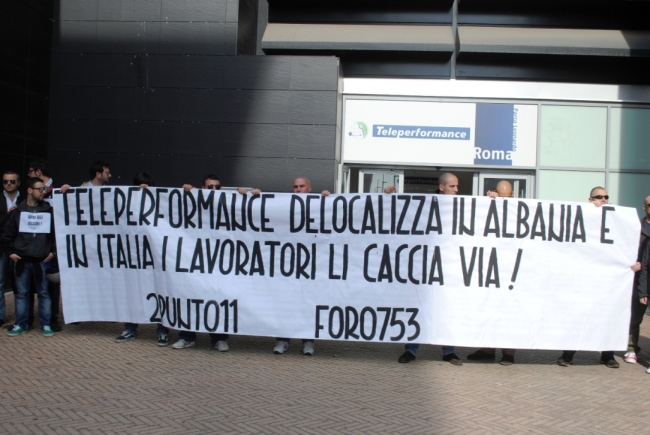 Teleperformance
Roma
TELEPERFORMANCE DELOCALIZZA IN ALBANIA E
IN ITALIA I LAVORATORI LI CACCIA VIA!
2PUNTO11 FORO753